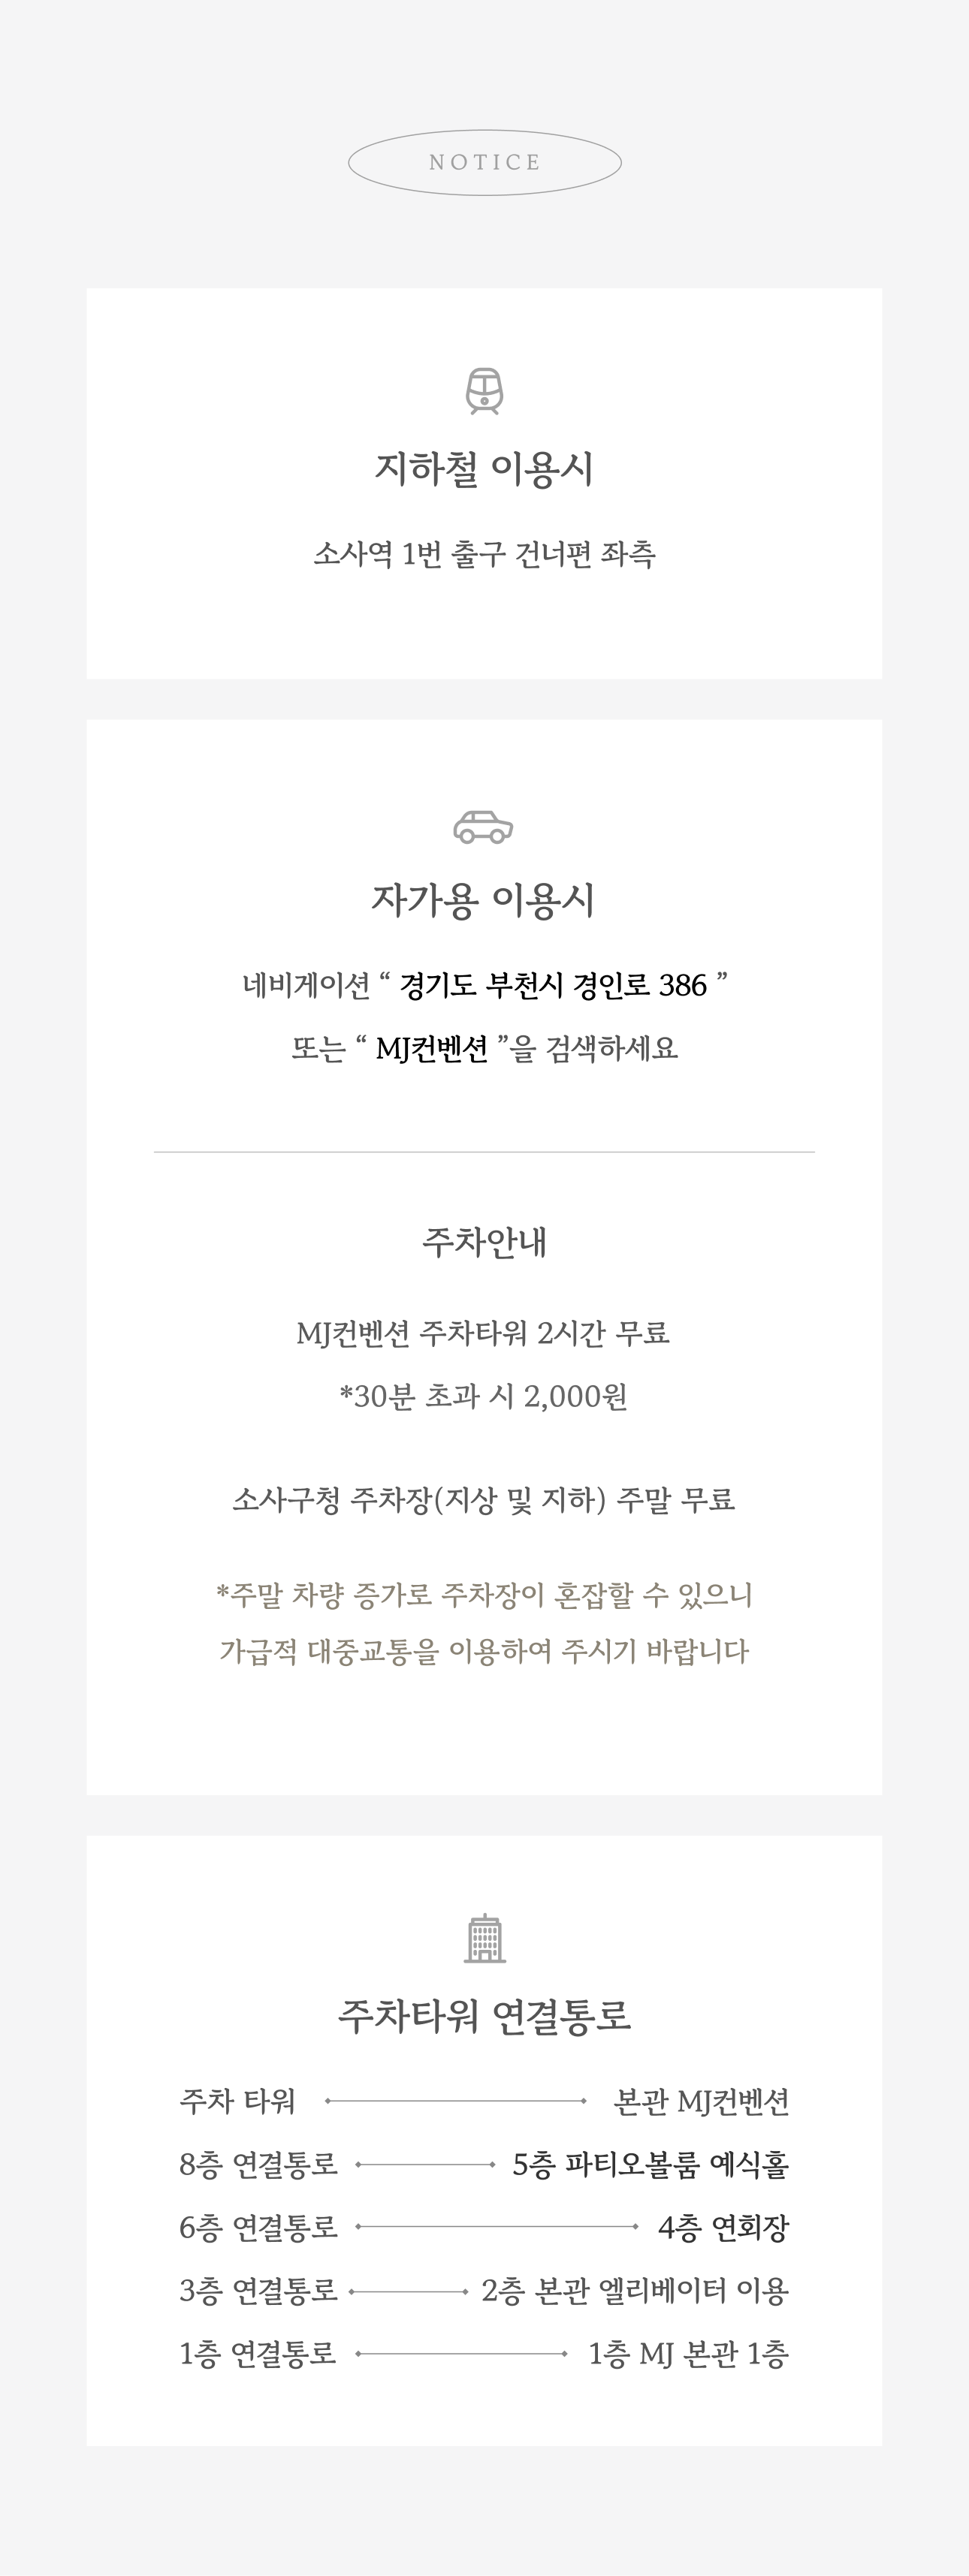 NOTICE
지하철 이용시
소사역 1번 출구 건너편 좌측
자가용 이용시
네비게이션 “ 경기도 부천시 경인로 386 ”
또는 “ MJ컨벤션 ”을 검색하세요
주차안내
MJ컨벤션 주차타워 2시간 무료
*30분 초과 시 2,000원
소사구청 주차장(지상 및 지하) 주말 무료
*주말 차량 증가로 주차장이 혼잡할 수 있으니
가급적 대중교통을 이용하여 주시기 바랍니다
주차타워 연결통로
주차 타워 본관 MJ컨벤션
8층 연결통로 5층 파티오볼룸 예식홀
6층 연결통로 4층 연회장
3층 연결통로 2층 본관 엘리베이터 이용
1층 연결통로 1층 MJ 본관 1층